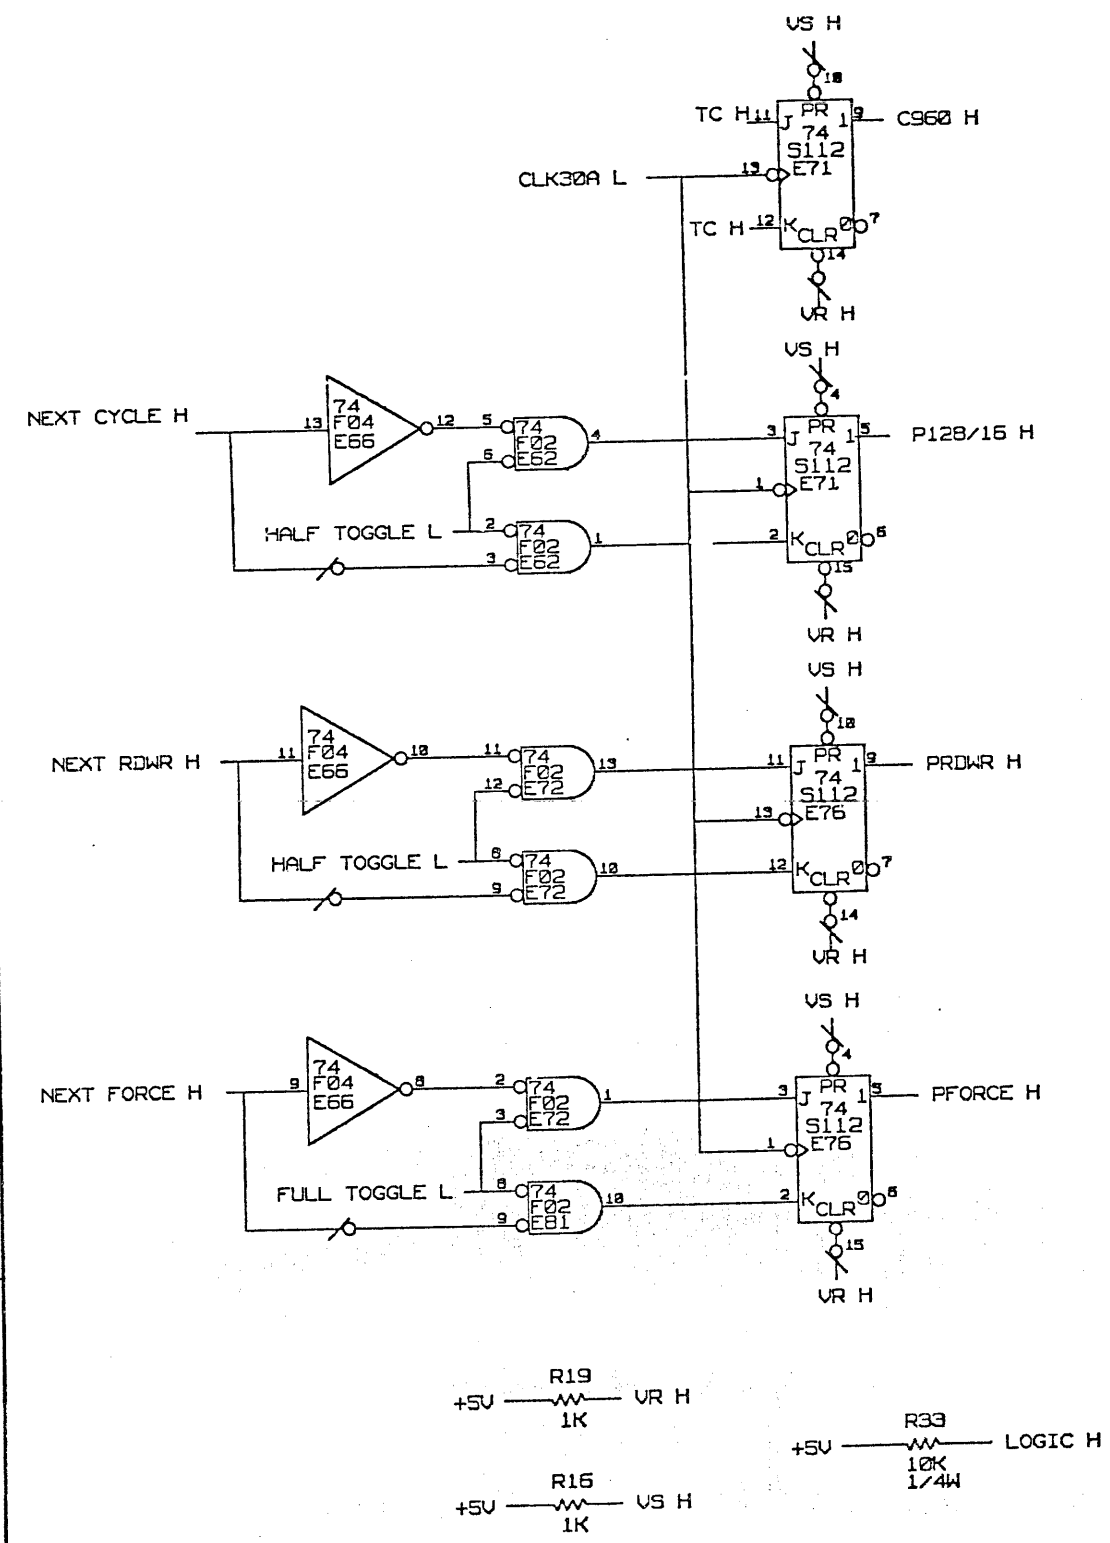 VS H
10
TC H 11 J PR 1 9 C960 H
74
S112
CLK30A L 13 E71
TC H 12 K CLR 0 7
14
VR H
VS H
4
NEXT CYCLE H 13 74 F04 E66 12 5 74 F02 E62 4 3 J PR 1 5 P128/16 H
74
S112
6 1 E71
HALF TOGGLE L 2 74 F02 E62 1 2 K CLR 0 6
3 15
VR H
VS H
10
NEXT RDWR H 11 74 F04 E66 10 11 74 F02 E72 13 11 J PR 1 9 PRDWR H
74
S112
12 13 E76
HALF TOGGLE L 8 74 F02 E72 10 12 K CLR 0 7
9 14
VR H
VS H
4
NEXT FORCE H 9 74 F04 E66 8 2 74 F02 E72 1 3 J PR 1 5 PFORCE H
74
S112
3 1 E76
FULL TOGGLE L 8 74 F02 E81 10 2 K CLR 0 6
9 15
VR H
R19
+5V VR H
1K
R33
+5V LOGIC H
10K
1/4W
R16
+5V VS H
1K